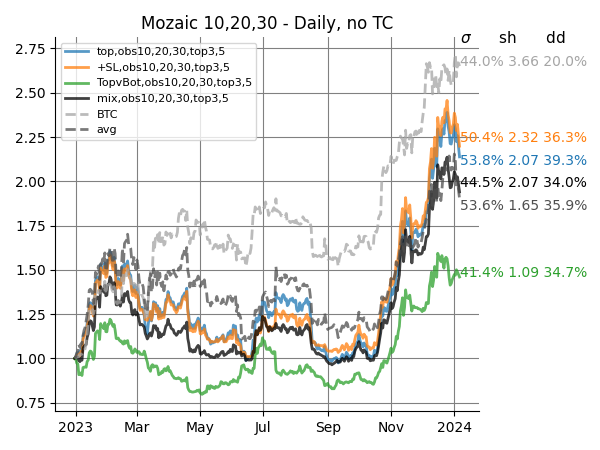 Mozaic 10,20,30 - Daily, no TC
σ sh dd
top,obs10,20,30,top3,5
+SL,obs10,20,30,top3,5
TopvBot,obs10,20,30,top3,5
mix,obs10,20,30,top3,5
BTC
avg
44.0% 3.66 20.0%
50.4% 2.32 36.3%
53.8% 2.07 39.3%
44.5% 2.07 34.0%
53.6% 1.65 35.9%
41.4% 1.09 34.7%
2.75
2.50
2.25
2.00
1.75
1.50
1.25
1.00
0.75
2023 Mar May Jul Sep Nov 2024